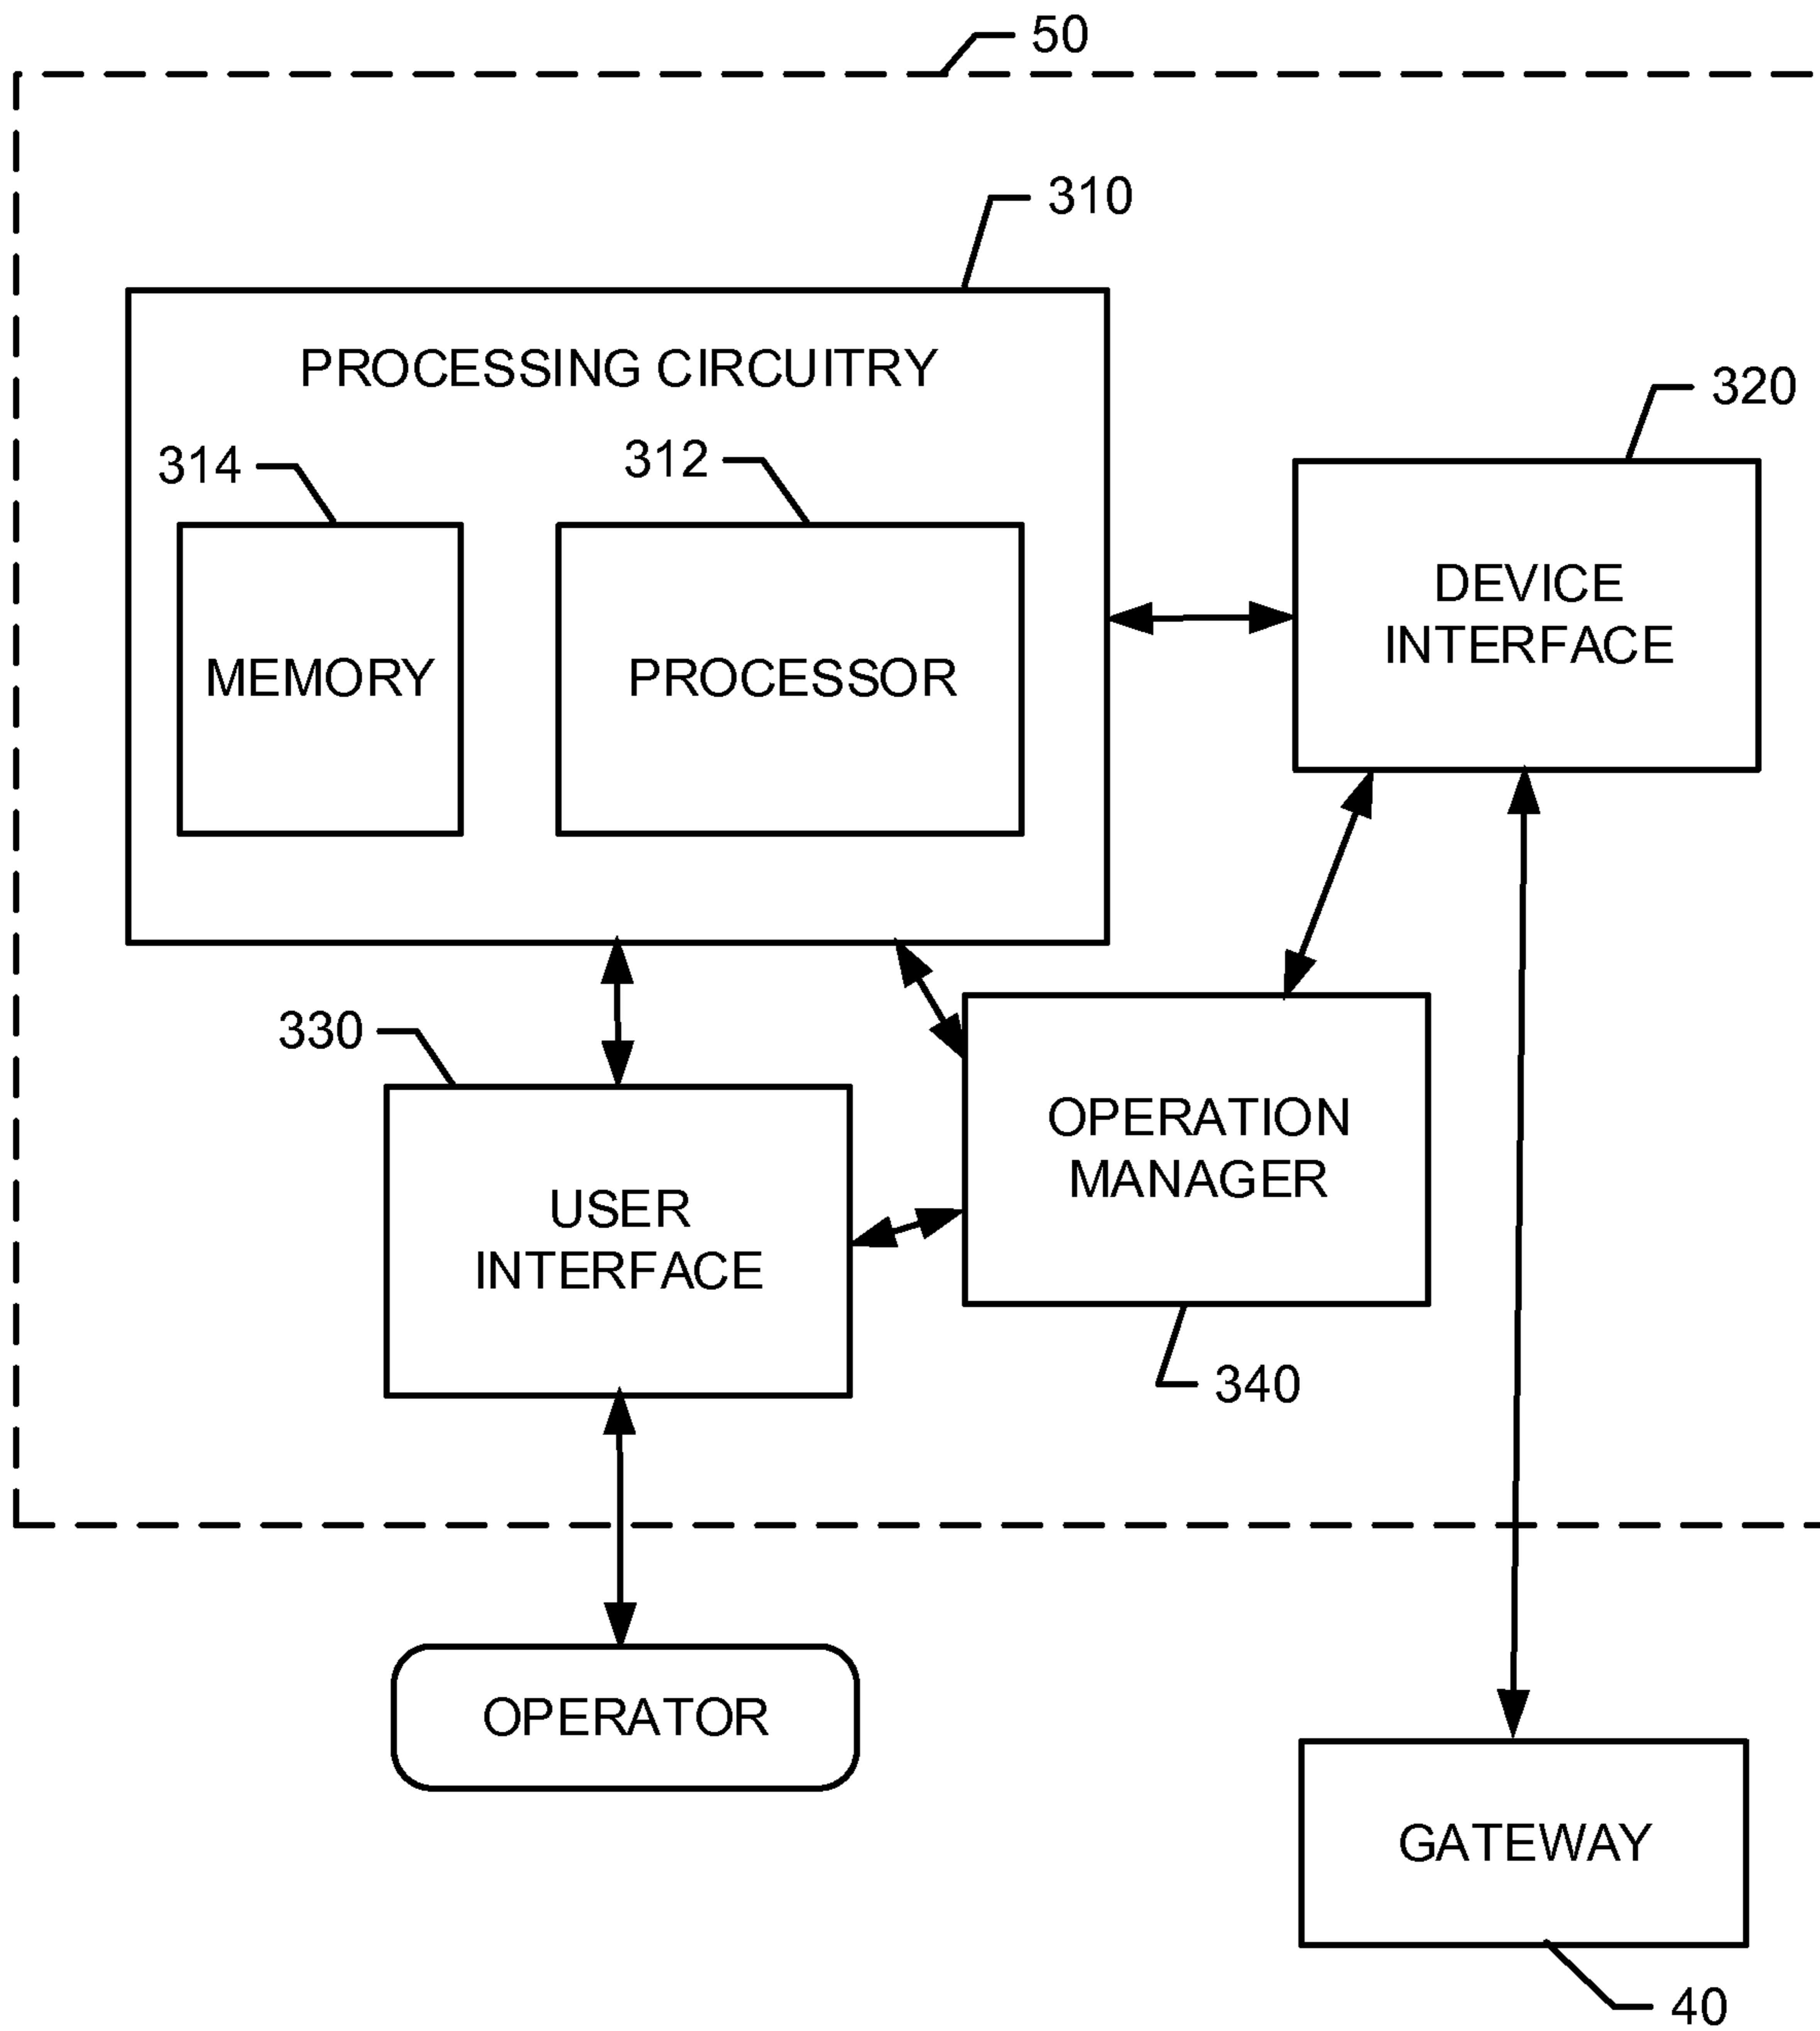 50
310
PROCESSING CIRCUITRY
320
314
312
DEVICE
INTERFACE
MEMORY
PROCESSOR
330
OPERATION
MANAGER
USER
INTERFACE
340
OPERATOR
GATEWAY
40